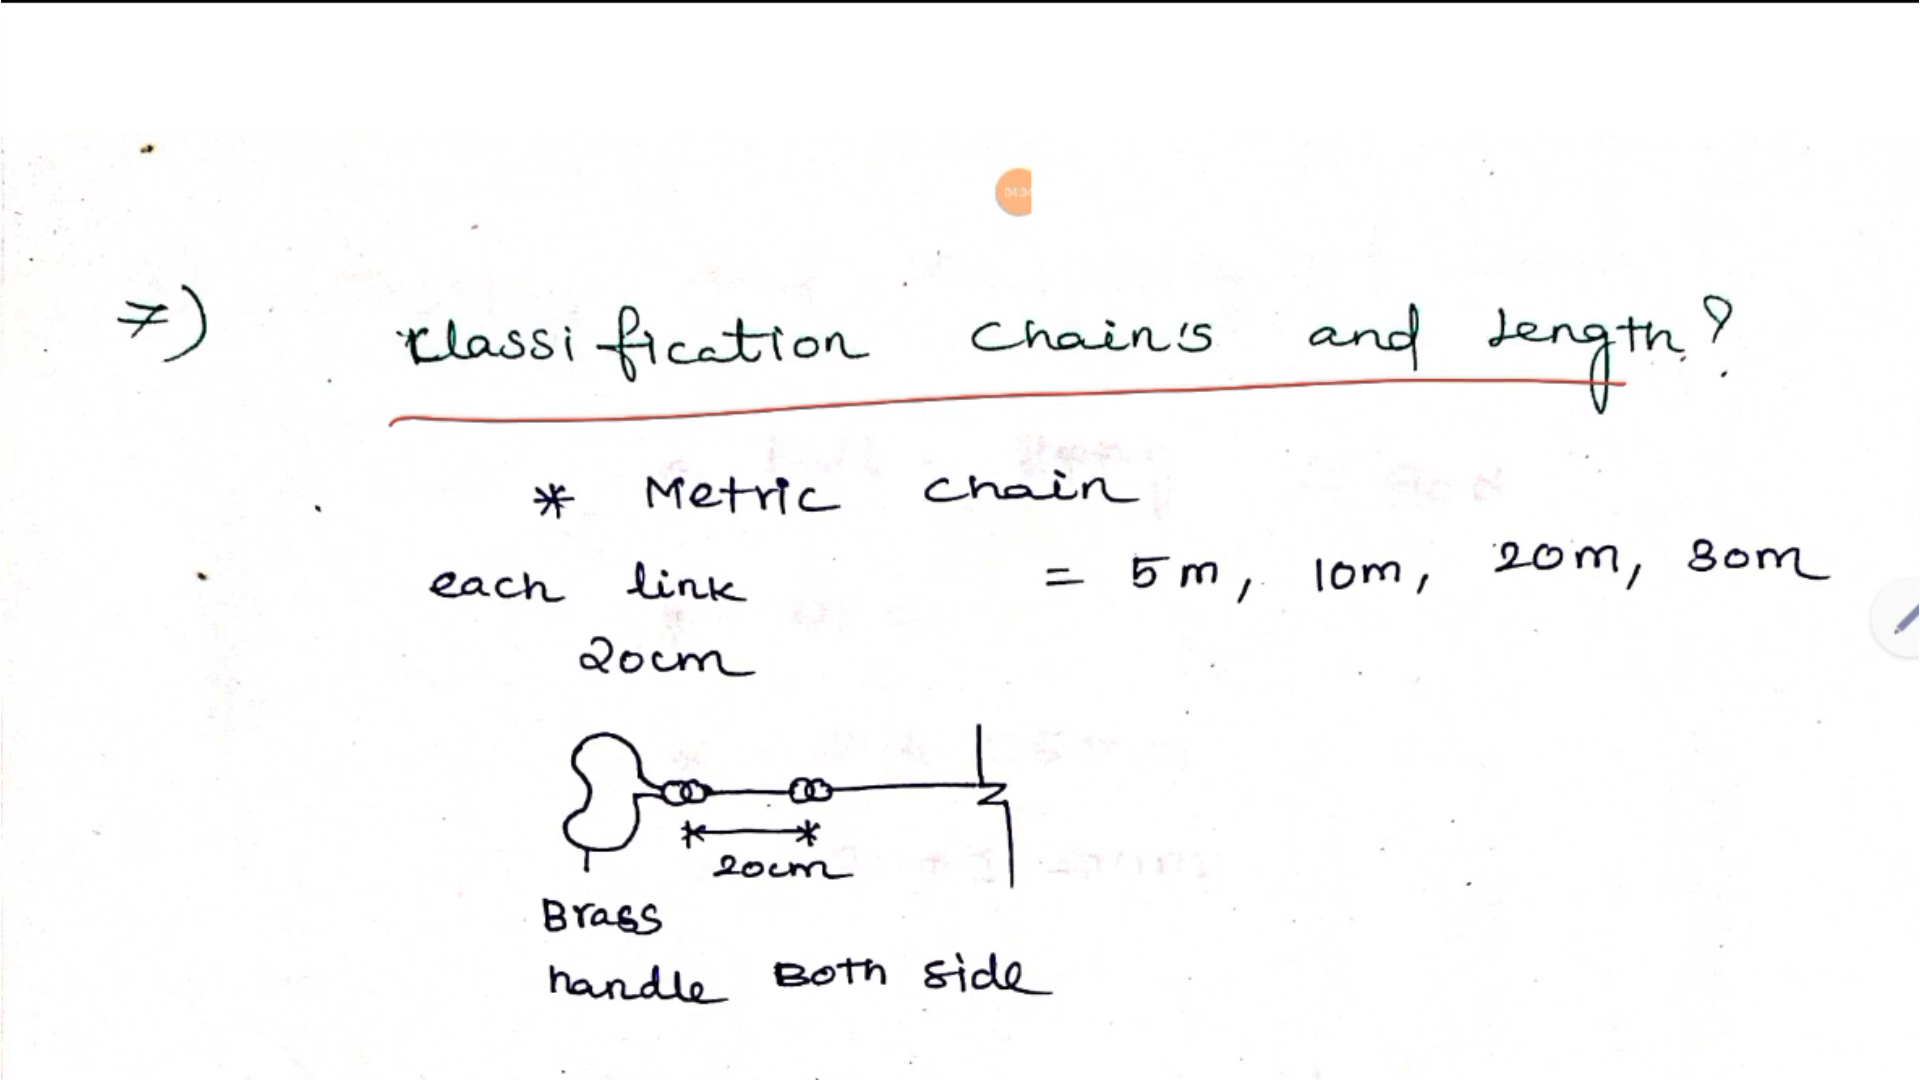 7) Classification Chain's and Length?
* Metric chain
each link = 5m, 10m, 20m, 30m
20cm
20cm
Brass
handle Both side